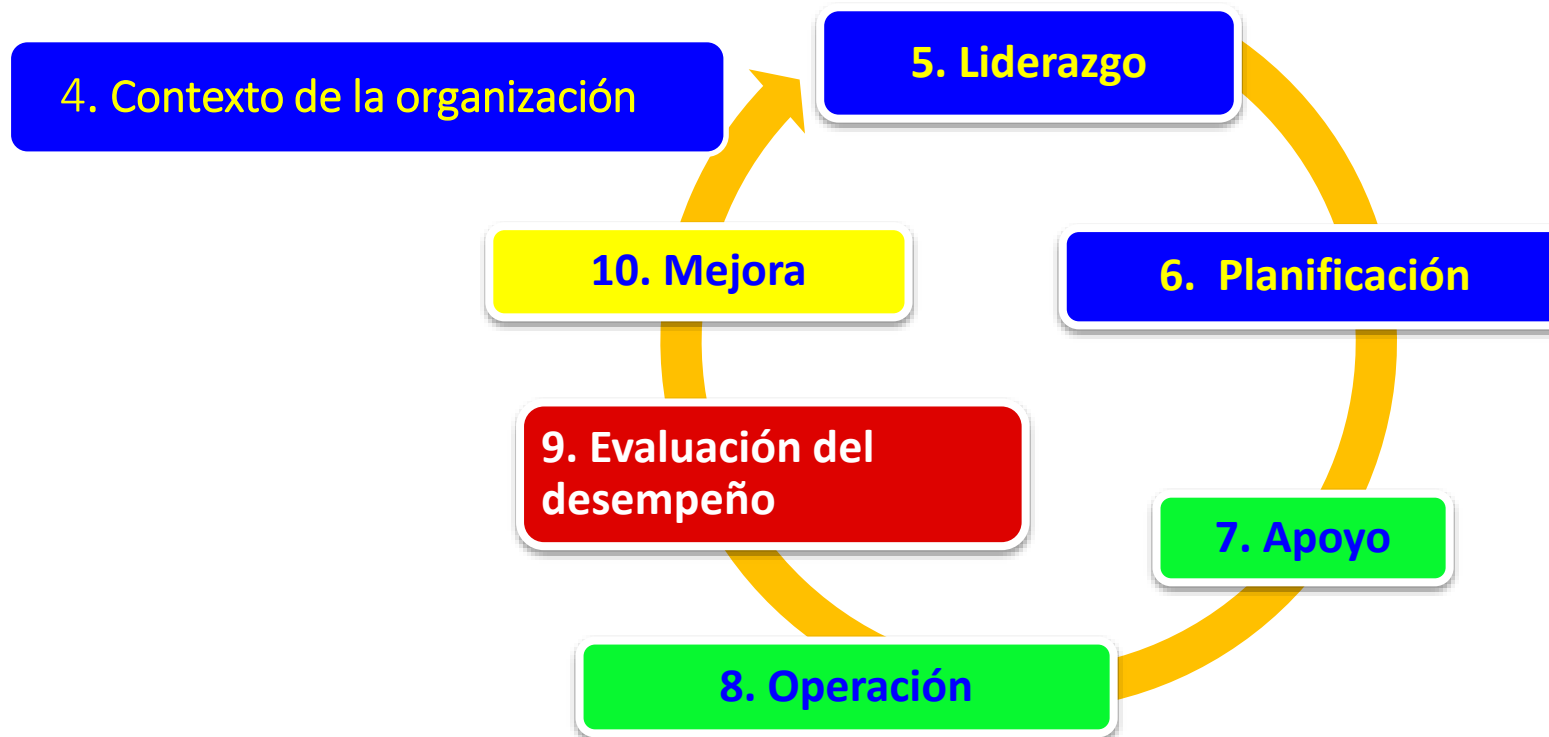 4. Contexto de la organización
5. Liderazgo
6. Planificación
7. Apoyo
8. Operación
9. Evaluación del
desempeño
10. Mejora